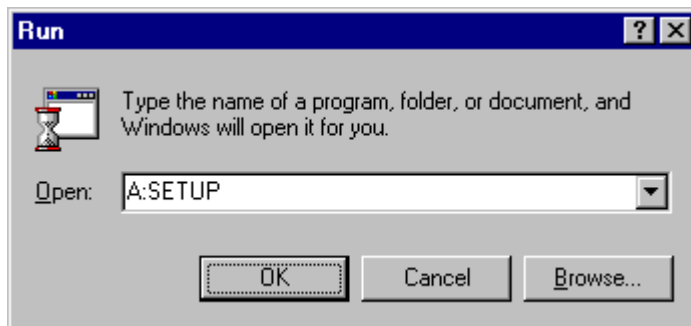 Run
Type the name of a program, folder, or document, and
Windows will open it for you.
Open: A:SETUP
OK Cancel Browse...